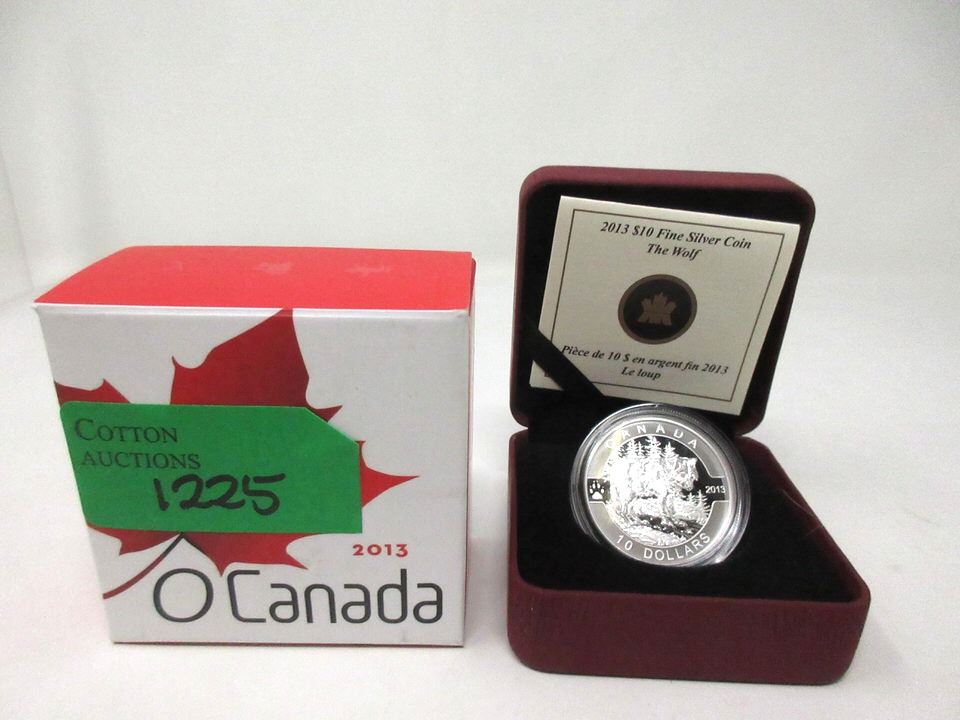 COTTON
AUCTIONS
1225
2013
O Canada
2013 $10 Fine Silver Coin
The Wolf
Pièce de 10 $ en argent fin 2013
Le loup
CANADA
2013
10 DOLLARS